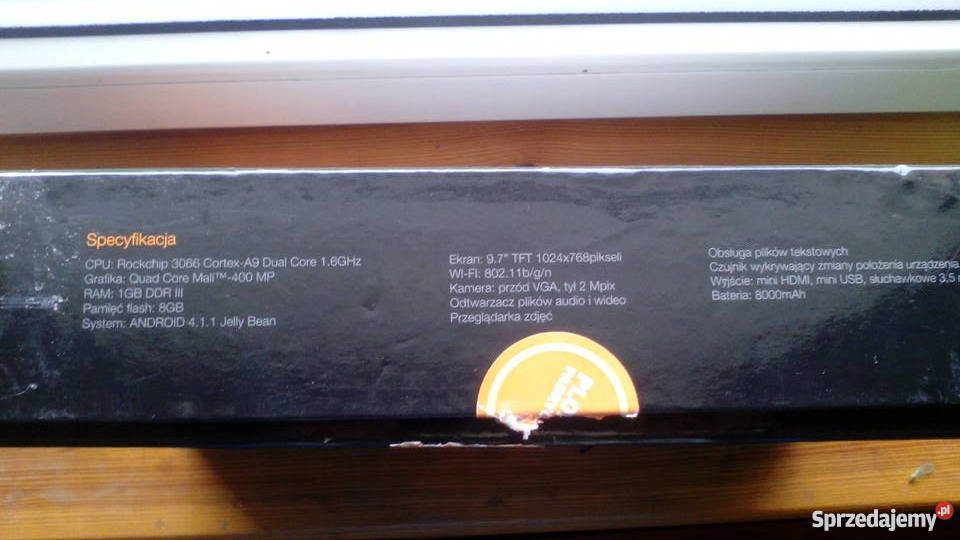 Specyfikacja
CPU: Rockchip 3066 Cortex-A9 Dual Core 1.6GHz
Grafika: Quad Core Mali™-400 MP
RAM: 1GB DDR III
Pamięć flash: 8GB
System: ANDROID 4.1.1 Jelly Bean
Ekran: 9.7" TFT 1024x768pikseli
WI-FI: 802.11b/g/n
Kamera: przód VGA, tył 2 Mpix
Odtwarzacz plików audio i wideo
Przeglądarka zdjęć
Obsługa plików tekstowych
Czujnik wykrywający zmiany położenia urządzenia
Wyjście: mini HDMI, mini USB, słuchawkowe 3,5
Bateria: 8000mAh
PLO
Sprzedajemy.pl